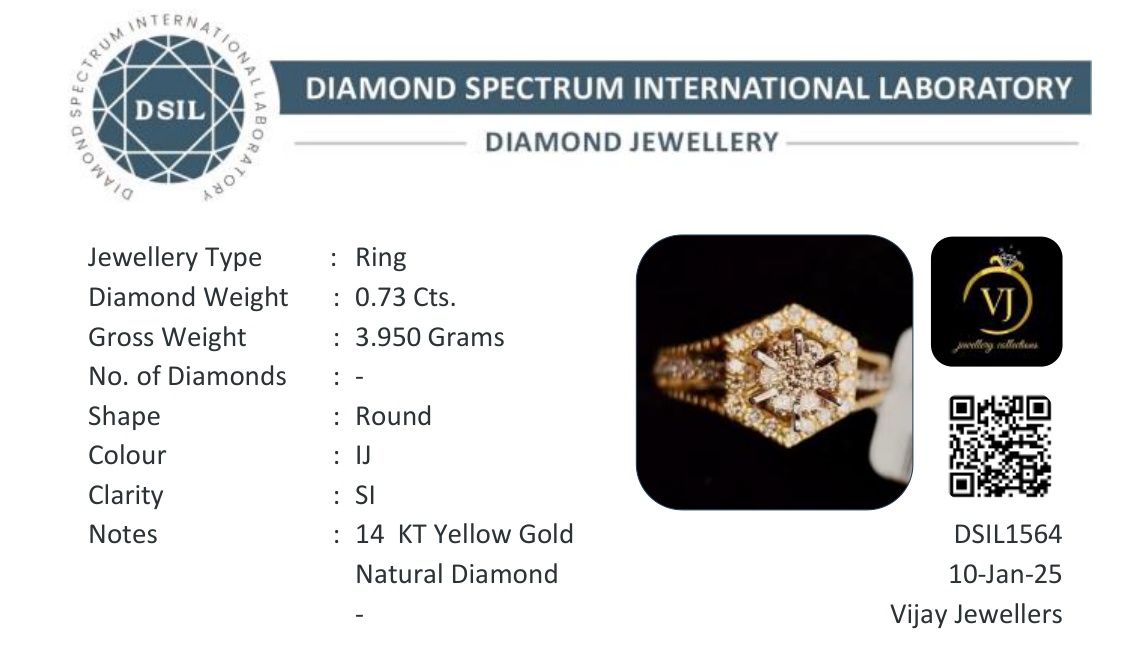 DIAMOND SPECTRUM INTERNATIONAL LABORATORY
DSIL
DIAMOND SPECTRUM INTERNATIONAL LABORATORY
DIAMOND JEWELLERY
Jewellery Type : Ring
Diamond Weight : 0.73 Cts.
Gross Weight : 3.950 Grams
No. of Diamonds : -
Shape : Round
Colour : IJ
Clarity : SI
Notes : 14 KT Yellow Gold
Natural Diamond
-
VJ
jewellery collections
DSIL1564
10-Jan-25
Vijay Jewellers